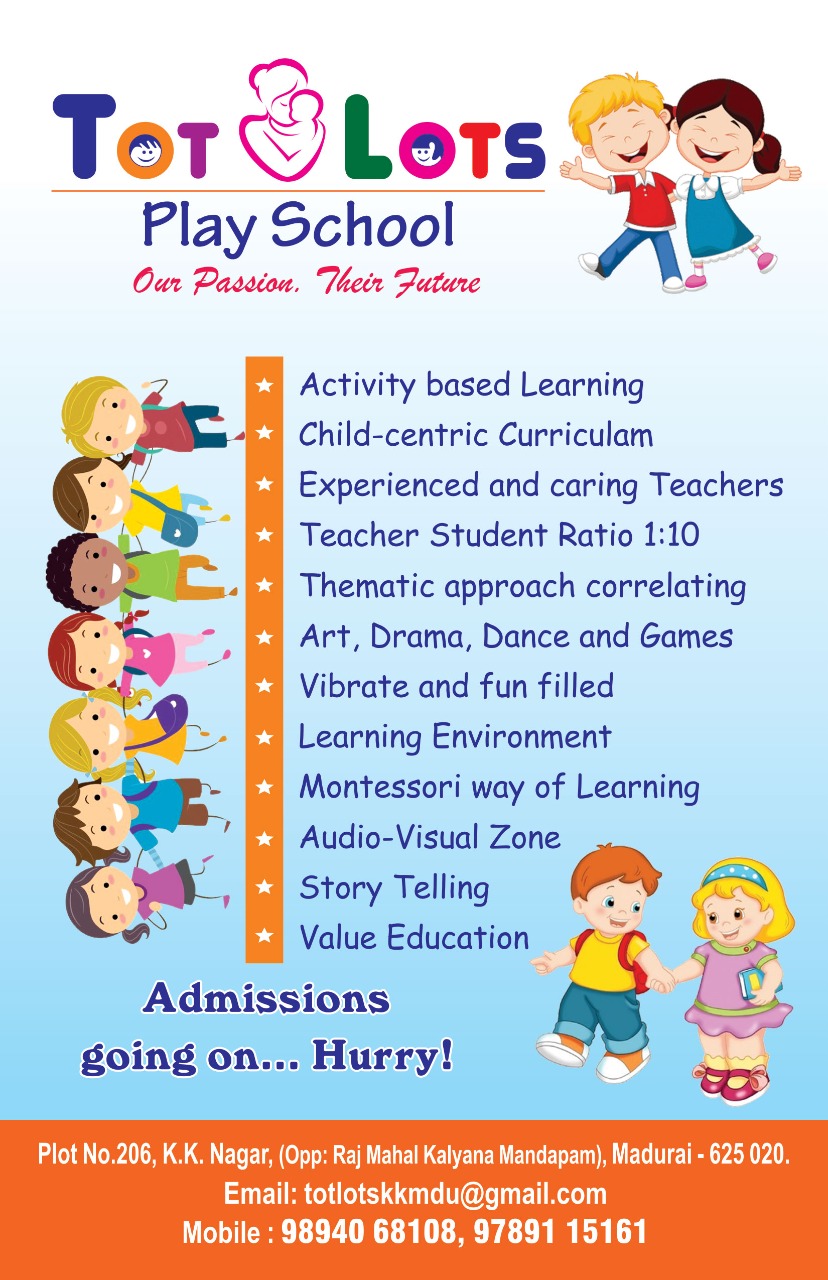 TOT LOTS
Play School
Our Passion. Their Future
Activity based Learning
Child-centric Curriculam
Experienced and caring Teachers
Teacher Student Ratio 1:10
Thematic approach correlating
Art, Drama, Dance and Games
Vibrate and fun filled
Learning Environment
Montessori way of Learning
Audio-Visual Zone
Story Telling
Value Education
Admissions
going on... Hurry!
Plot No.206, K.K. Nagar, (Opp: Raj Mahal Kalyana Mandapam), Madurai - 625 020.
Email: totlotskkmdu@gmail.com
Mobile : 98940 68108, 97891 15161